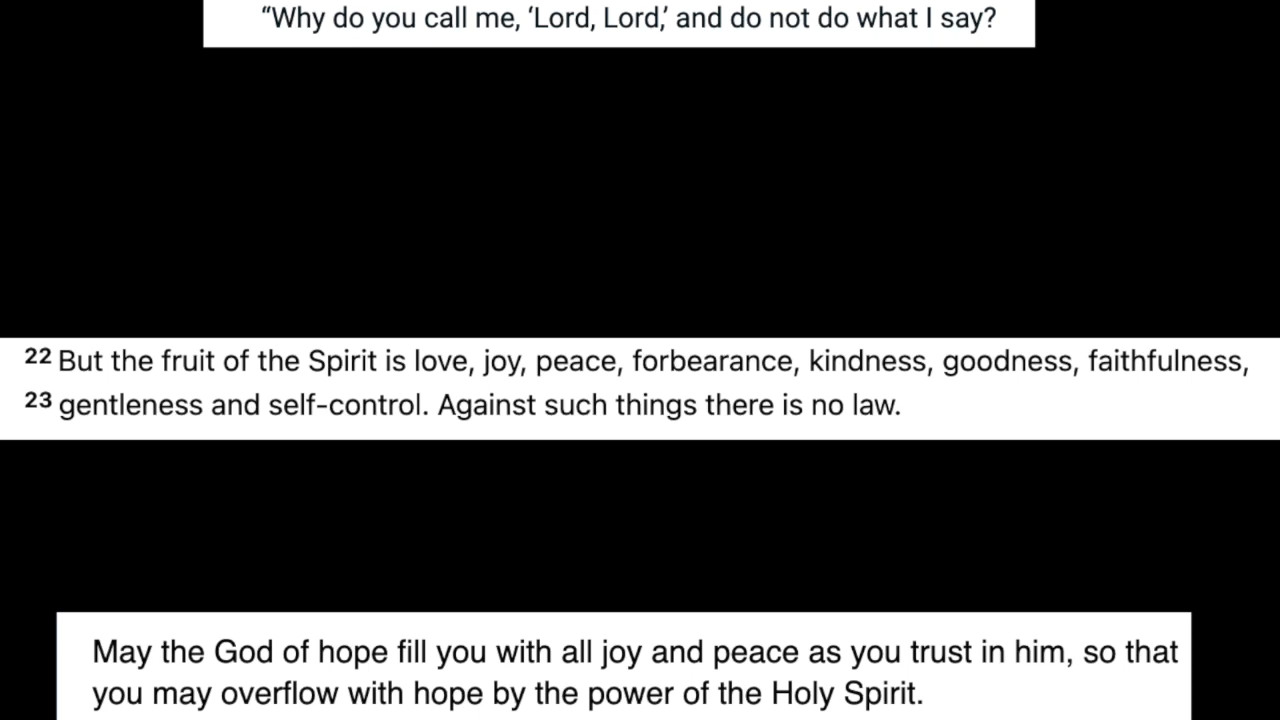 “Why do you call me, ‘Lord, Lord,’ and do not do what I say?
22 But the fruit of the Spirit is love, joy, peace, forbearance, kindness, goodness, faithfulness,
23 gentleness and self-control. Against such things there is no law.
May the God of hope fill you with all joy and peace as you trust in him, so that
you may overflow with hope by the power of the Holy Spirit.